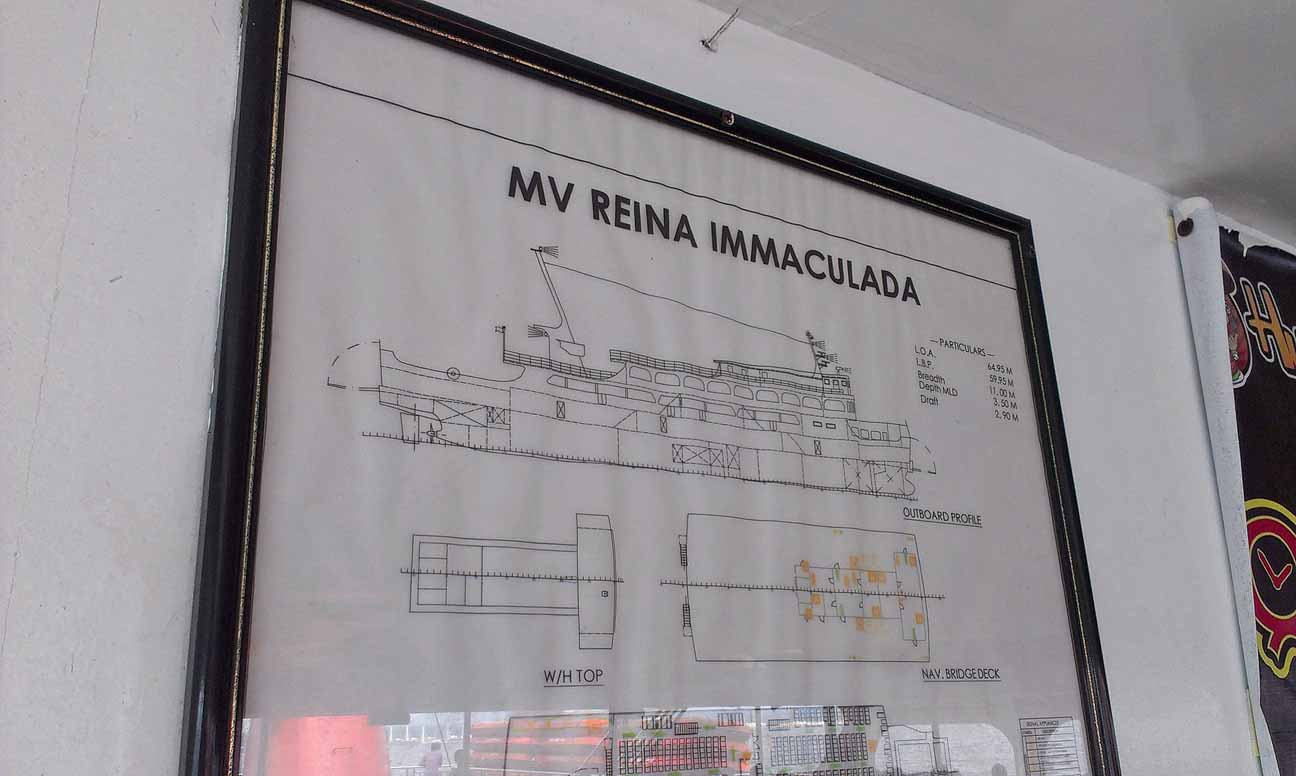 MV REINA IMMACULADA
— PARTICULARS —
L.O.A. 64.95 M
L.B.P. 59.95 M
Breadth 11.00 M
Depth MLD 3.50 M
Draft 2.90 M
OUTBOARD PROFILE
W/H TOP
NAV. BRIDGE DECK